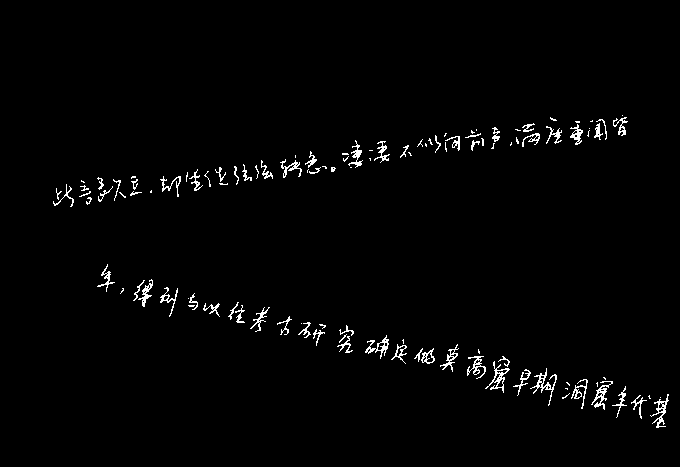 此言良久立，却坐促弦弦转急。凄凄不似向前声，满座重闻皆
年，得到与以往考古研究确定的莫高窟早期洞窟年代基